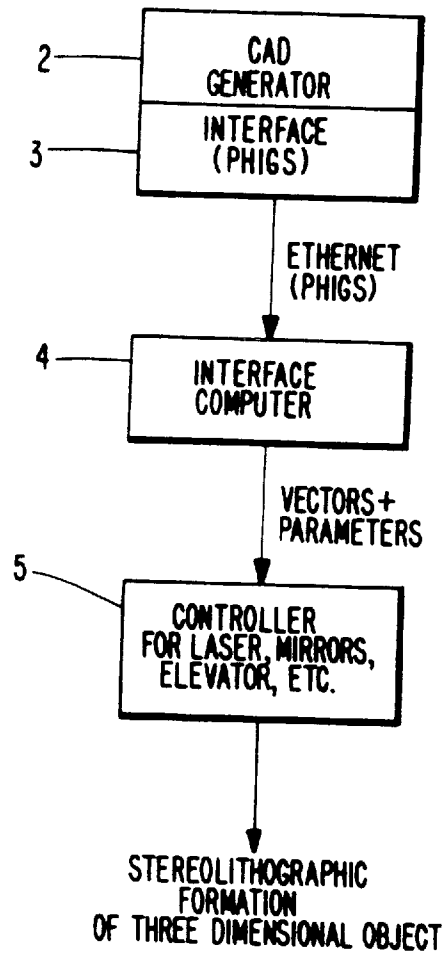 2
CAD
GENERATOR
3
INTERFACE
(PHIGS)
ETHERNET
(PHIGS)
4
INTERFACE
COMPUTER
VECTORS+
PARAMETERS
5
CONTROLLER
FOR LASER, MIRRORS,
ELEVATOR, ETC.
STEREOLITHOGRAPHIC
FORMATION
OF THREE DIMENSIONAL OBJECT